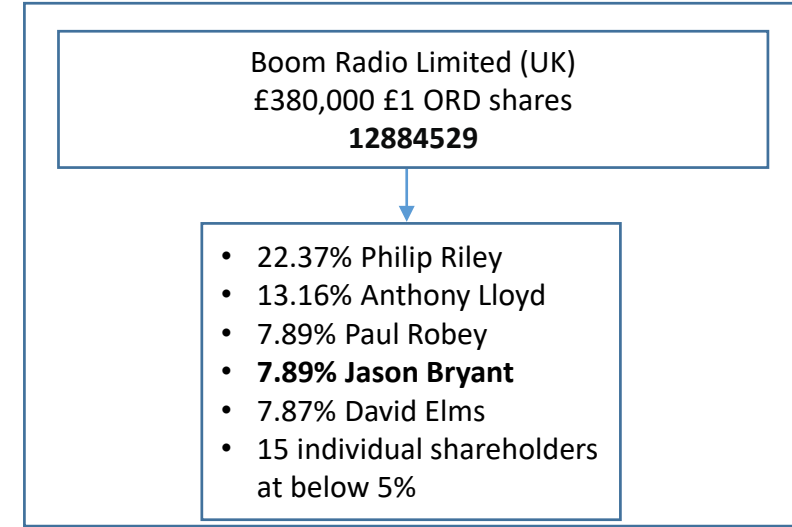 Boom Radio Limited (UK)
£380,000 £1 ORD shares
12884529
• 22.37% Philip Riley
• 13.16% Anthony Lloyd
• 7.89% Paul Robey
• 7.89% Jason Bryant
• 7.87% David Elms
• 15 individual shareholders
at below 5%